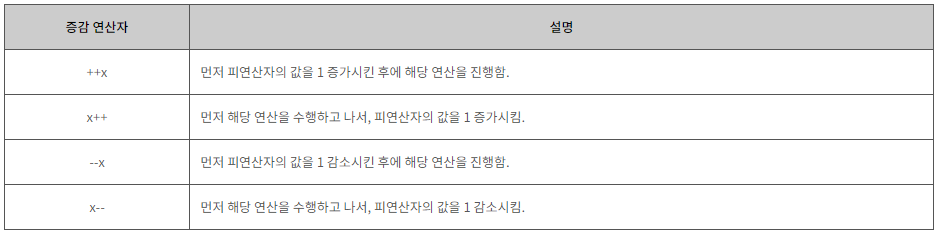 증감 연산자 설명
++x 먼저 피연산자의 값을 1 증가시킨 후에 해당 연산을 진행함.
x++ 먼저 해당 연산을 수행하고 나서, 피연산자의 값을 1 증가시킴.
--x 먼저 피연산자의 값을 1 감소시킨 후에 해당 연산을 진행함.
x-- 먼저 해당 연산을 수행하고 나서, 피연산자의 값을 1 감소시킴.